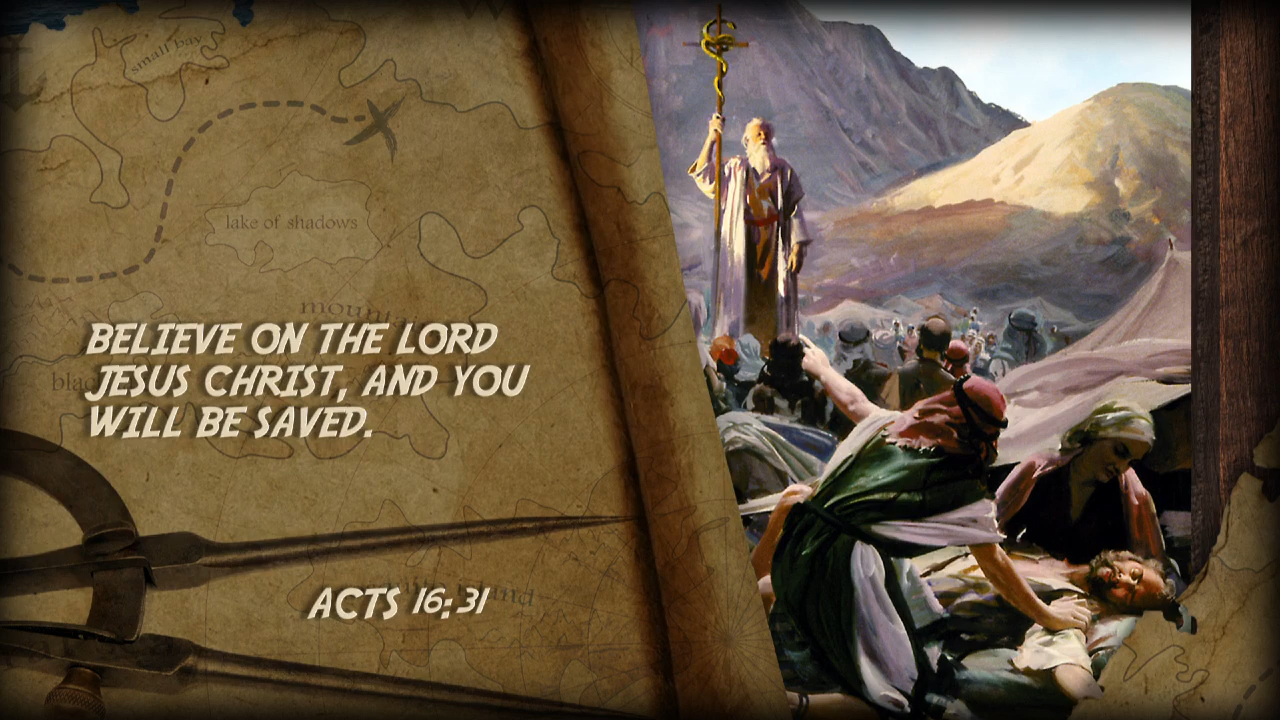 small bay
lake of shadows
mountai
BELIEVE ON THE LORD
JESUS CHRIST, AND YOU
WILL BE SAVED.
ACTS 16:31